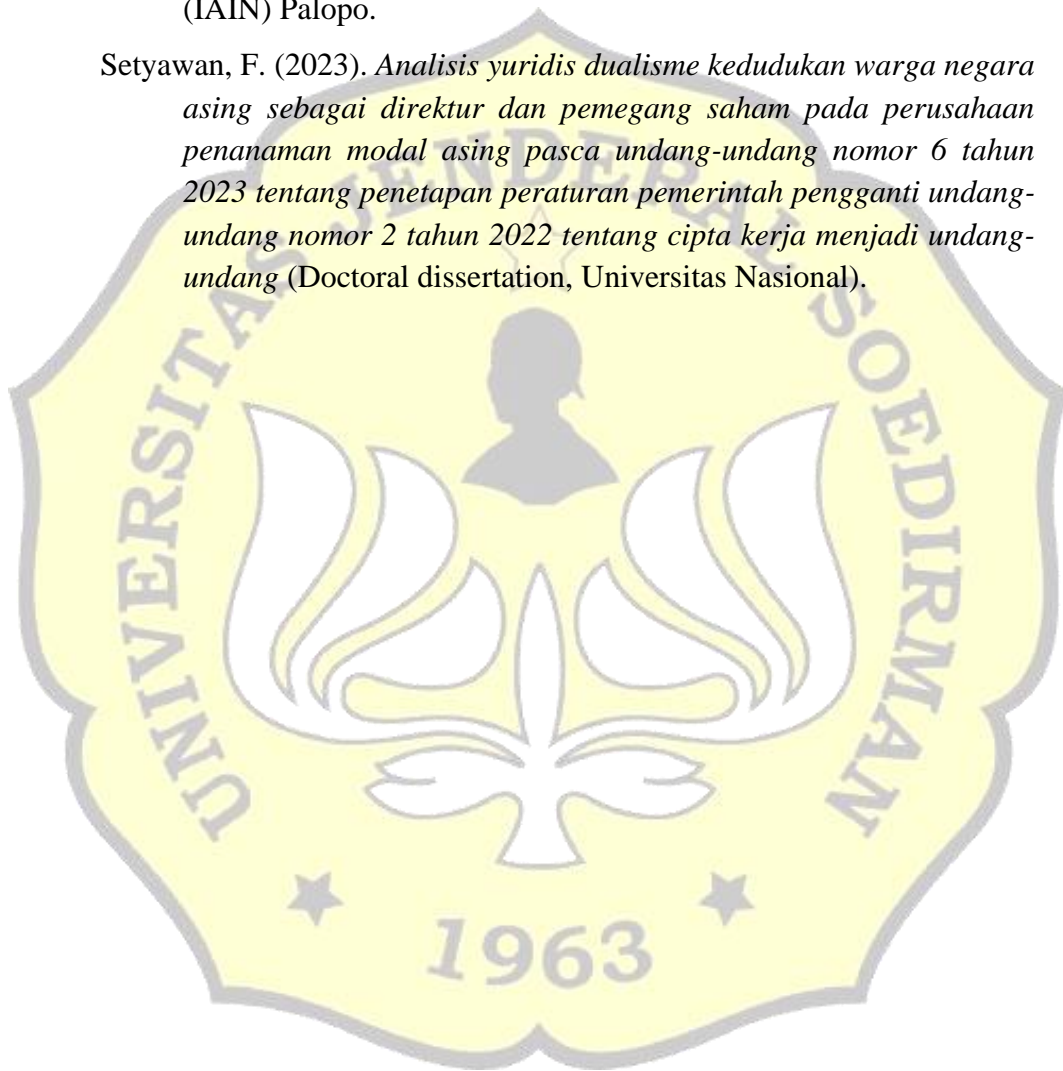 (IAIN) Palopo.
Setyawan, F. (2023). Analisis yuridis dualisme kedudukan warga negara
asing sebagai direktur dan pemegang saham pada perusahaan
penanaman modal asing pasca undang-undang nomor 6 tahun
2023 tentang penetapan peraturan pemerintah pengganti undang-
undang nomor 2 tahun 2022 tentang cipta kerja menjadi undang-
undang (Doctoral dissertation, Universitas Nasional).
UNIVERSITAS JENDERAL SOEDIRMAN
1963